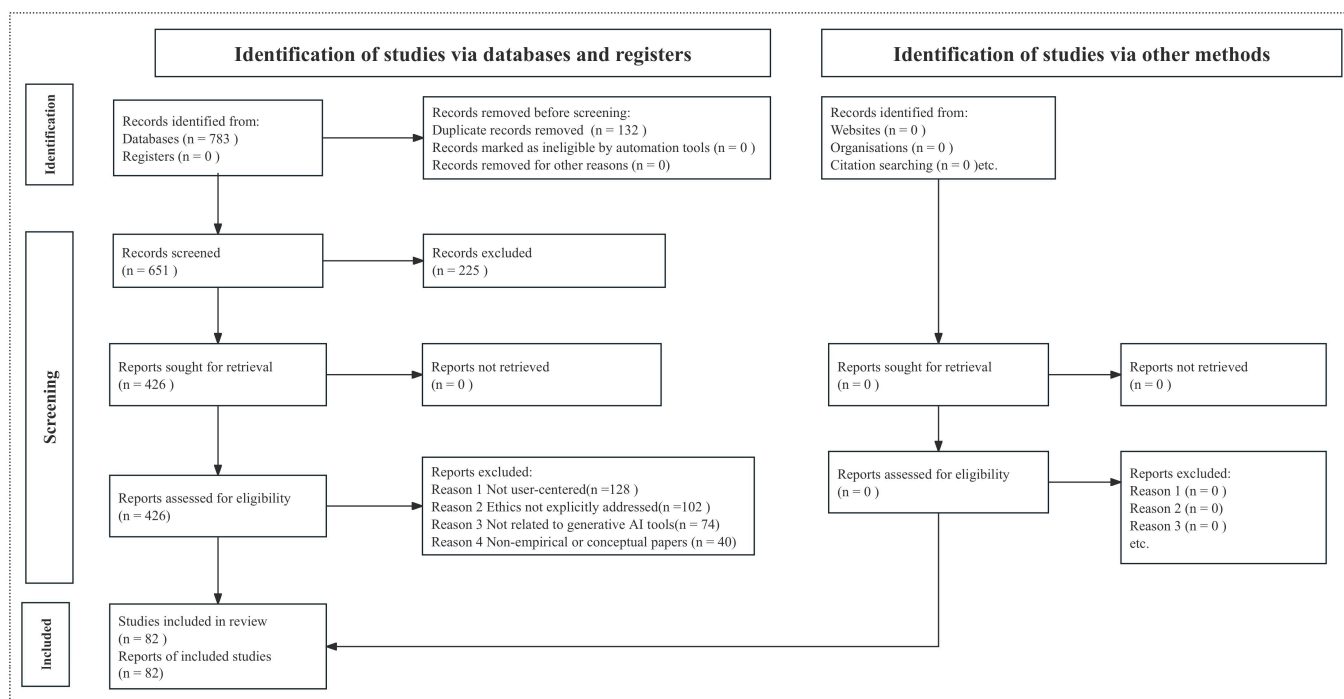 Identification of studies via databases and registers
Identification of studies via other methods
Identification
Records identified from:
Databases (n = 783 )
Registers (n = 0 )
Records removed before screening:
Duplicate records removed  (n = 132 )
Records marked as ineligible by automation tools (n = 0 )
Records removed for other reasons (n = 0)
Records identified from:
Websites (n = 0 )
Organisations (n = 0 )
Citation searching (n = 0 )etc.
Screening
Records screened
(n = 651 )
Records excluded
(n = 225 )
Reports sought for retrieval
(n = 426 )
Reports not retrieved
(n = 0 )
Reports sought for retrieval
(n = 0 )
Reports not retrieved
(n = 0 )
Reports assessed for eligibility
(n = 426)
Reports excluded:
Reason 1 Not user-centered(n =128 )
Reason 2 Ethics not explicitly addressed(n =102 )
Reason 3 Not related to generative AI tools(n = 74)
Reason 4 Non-empirical or conceptual papers (n = 40)
Reports assessed for eligibility
(n = 0 )
Reports excluded:
Reason 1 (n = 0 )
Reason 2 (n = 0)
Reason 3 (n = 0 )
etc.
Included
Studies included in review
(n = 82 )
Reports of included studies
(n = 82)